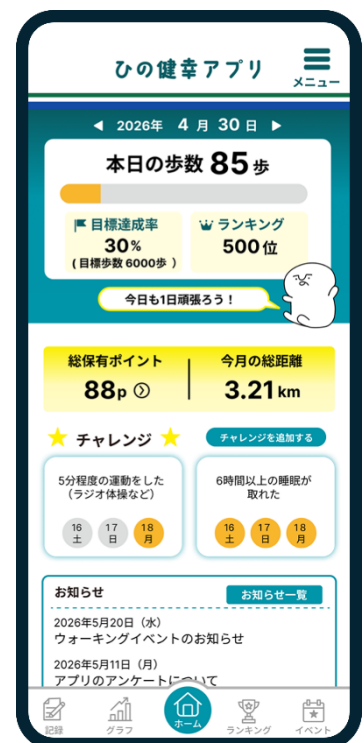 ひの健幸アプリ
メニュー
◀ 2026年 4月30日 ▶
本日の歩数 85歩
目標達成率
30%
(目標歩数 6000歩 )
ランキング
500位
今日も1日頑張ろう！
総保有ポイント
88p
今月の総距離
3.21km
チャレンジ
チャレンジを追加する
5分程度の運動をした
（ラジオ体操など）
16 17 18
土 日 月
6時間以上の睡眠が
取れた
16 17 18
土 日 月
お知らせ
お知らせ一覧
2026年5月20日（水）
ウォーキングイベントのお知らせ
2026年5月11日（月）
アプリのアンケートについて
記録
グラフ
ホーム
ランキング
イベント